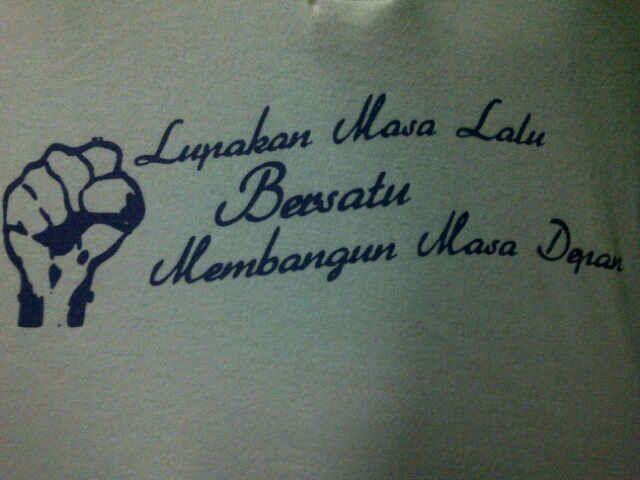 Lupakan Masa Lalu
Bersatu
Membangun Masa Depan